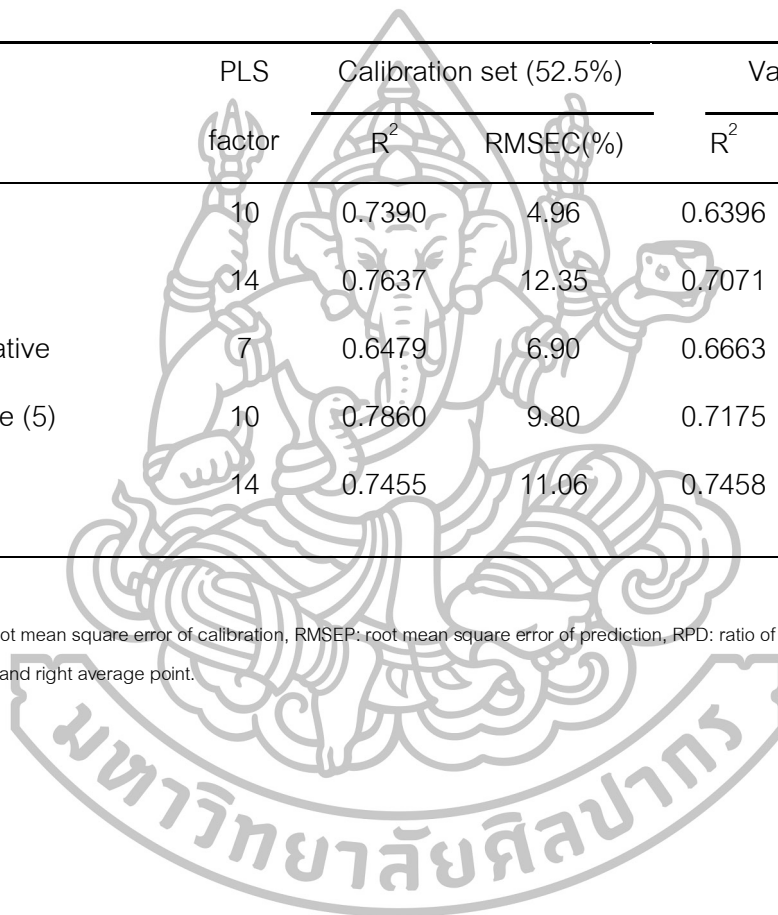 PLS Calibration set (52.5%) Va
factor R² RMSEC(%) R²
10 0.7390 4.96 0.6396
14 0.7637 12.35 0.7071
ative 7 0.6479 6.90 0.6663
e (5) 10 0.7860 9.80 0.7175
14 0.7455 11.06 0.7458
ot mean square error of calibration, RMSEP: root mean square error of prediction, RPD: ratio of
and right average point.
มหาวิทยาลัยศิลปากร